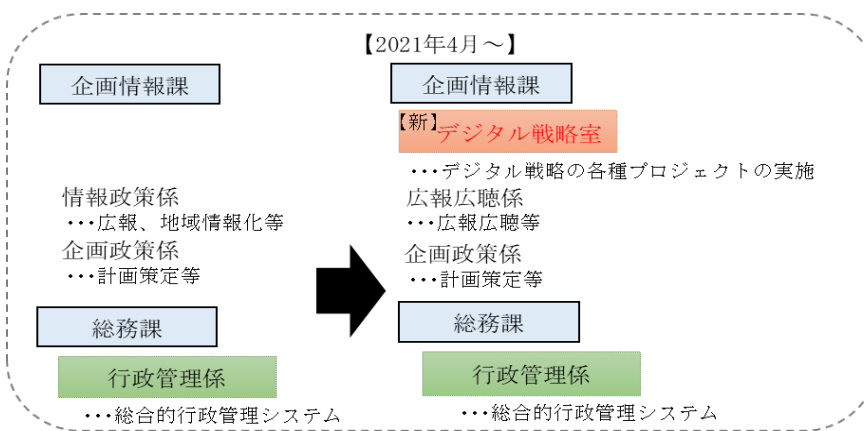 企画情報課
情報政策係
・・・広報、地域情報化等
企画政策係
・・・計画策定等
総務課
行政管理係
・・・総合的行政管理システム
【2021年4月～】
企画情報課
【新】デジタル戦略室
・・・デジタル戦略の各種プロジェクトの実施
広報広聴係
・・・広報広聴等
企画政策係
・・・計画策定等
総務課
行政管理係
・・・総合的行政管理システム